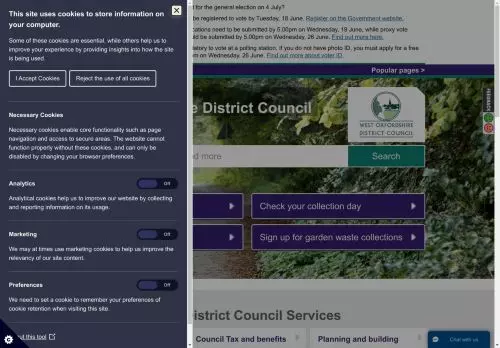 This site uses cookies to store information on
your computer.
Some of these cookies are essential, while others help us to
improve your experience by providing insights into how the site
is being used.
I Accept Cookies
Reject the use of all cookies
Necessary Cookies
Necessary cookies enable core functionality such as page
navigation and access to secure areas. The website cannot
function properly without these cookies, and can only be
disabled by changing your browser preferences.
Analytics
Off
Analytical cookies help us to improve our website by collecting
and reporting information on its usage.
Marketing
Off
We may at times use marketing cookies to help us improve the
relevancy of our site content.
Preferences
Off
We need to set a cookie to remember your preferences of
cookie retention when visiting this site.
this tool
for the general election on 4 July?
be registered to vote by Tuesday, 18 June. Register on the Government website.
cations need to be submitted by 5.00pm on Wednesday, 19 June, while proxy vote
ld be submitted by 5.00pm on Wednesday, 26 June. Find out more here.
datory to vote at a polling station. If you do not have photo ID, you must apply for a free
pm on Wednesday, 26 June. Find out more about voter ID.
Popular pages >
e District Council
WEST OXFORDSHIRE
DISTRICT COUNCIL
d more
Search
Check your collection day
Sign up for garden waste collections
istrict Council Services
Council Tax and benefits
Planning and building
FEEDBACK
Chat with us